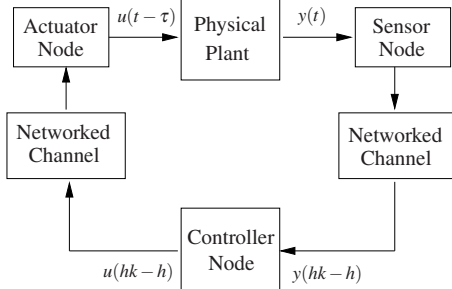 Actuator
Node
u(t − τ)
Physical
Plant
y(t)
Sensor
Node
Networked
Channel
Networked
Channel
Controller
Node
u(hk − h)
y(hk − h)